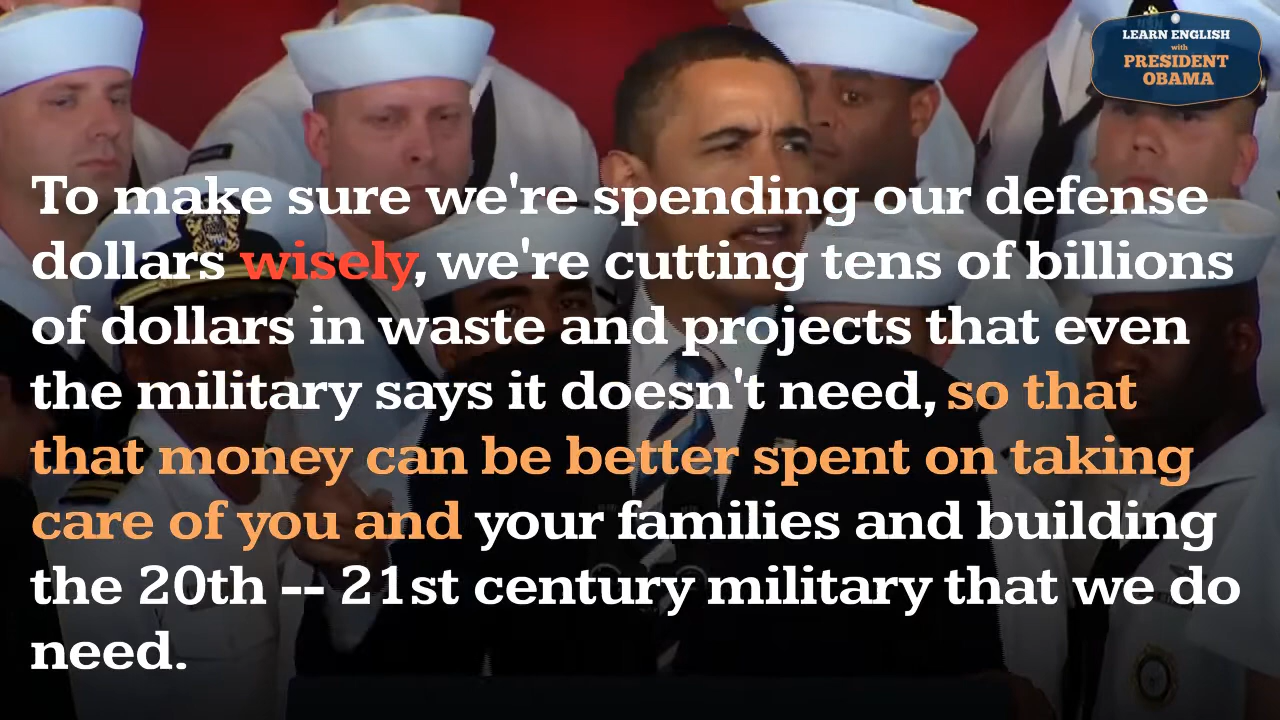 LEARN ENGLISH
with
PRESIDENT
OBAMA
To make sure we're spending our defense
dollars wisely, we're cutting tens of billions
of dollars in waste and projects that even
the military says it doesn't need, so that
that money can be better spent on taking
care of you and your families and building
the 20th -- 21st century military that we do
need.